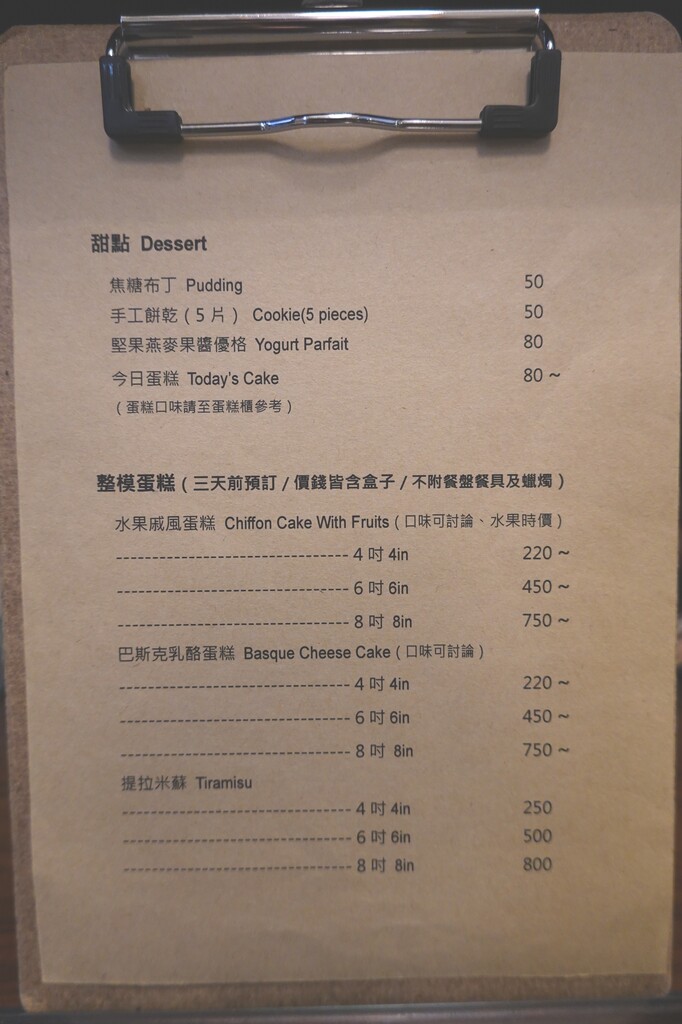 甜點 Dessert
焦糖布丁 Pudding 50
手工餅乾（5 片） Cookie(5 pieces) 50
堅果燕麥果醬優格 Yogurt Parfait 80
今日蛋糕 Today's Cake 80 ~
（蛋糕口味請至蛋糕櫃參考）
整模蛋糕（三天前預訂 / 價錢皆含盒子 / 不附餐盤餐具及蠟燭）
水果戚風蛋糕 Chiffon Cake With Fruits（口味可討論、水果時價）
--------------------------------- 4 吋 4in 220 ~
--------------------------------- 6 吋 6in 450 ~
--------------------------------- 8 吋 8in 750 ~
巴斯克乳酪蛋糕 Basque Cheese Cake（口味可討論）
--------------------------------- 4 吋 4in 220 ~
--------------------------------- 6 吋 6in 450 ~
--------------------------------- 8 吋 8in 750 ~
提拉米蘇 Tiramisu
--------------------------------- 4 吋 4in 250
--------------------------------- 6 吋 6in 500
--------------------------------- 8 吋 8in 800